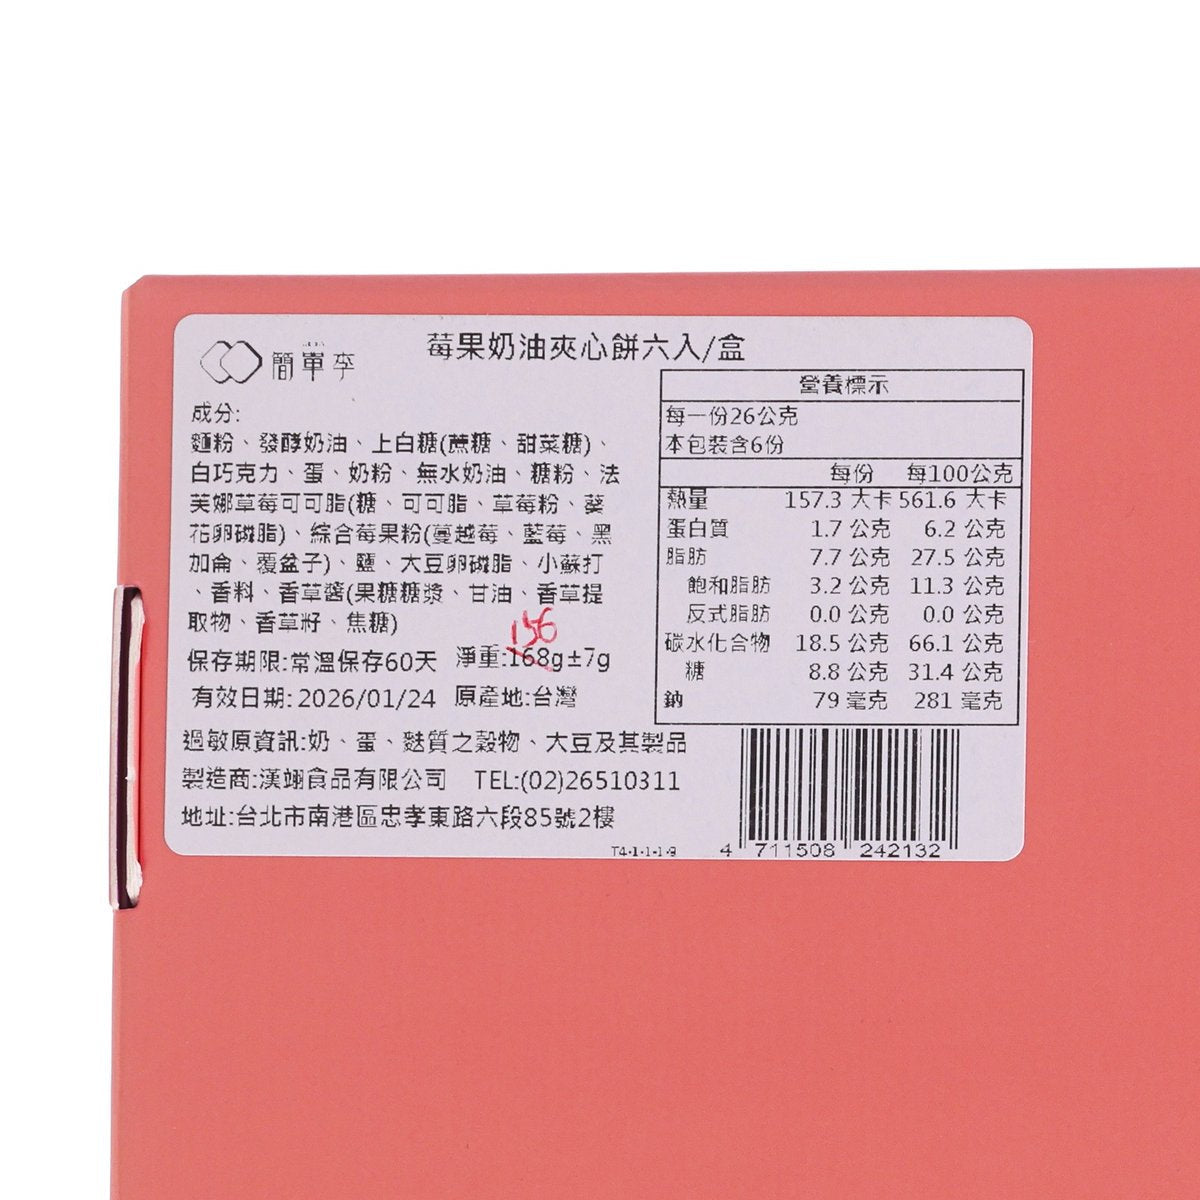 簡單李
莓果奶油夾心餅六入/盒
成分:
麵粉、發酵奶油、上白糖(蔗糖、甜菜糖)、
白巧克力、蛋、奶粉、無水奶油、糖粉、法
芙娜草莓可可脂(糖、可可脂、草莓粉、葵
花卵磷脂)、綜合莓果粉(蔓越莓、藍莓、黑
加侖、覆盆子)、鹽、大豆卵磷脂、小蘇打
、香料、香草醬(果糖糖漿、甘油、香草提
取物、香草籽、焦糖)
156
保存期限:常溫保存60天 淨重:168g±7g
有效日期: 2026/01/24 原產地:台灣
過敏原資訊:奶、蛋、麩質之穀物、大豆及其製品
製造商:漢翊食品有限公司 TEL:(02)26510311
地址:台北市南港區忠孝東路六段85號2樓
營養標示
每一份26公克
本包裝含6份
每份 每100公克
熱量 157.3 大卡 561.6 大卡
蛋白質 1.7 公克 6.2 公克
脂肪 7.7 公克 27.5 公克
飽和脂肪 3.2 公克 11.3 公克
反式脂肪 0.0 公克 0.0 公克
碳水化合物 18.5 公克 66.1 公克
糖 8.8 公克 31.4 公克
鈉 79 毫克 281 毫克
T4-1-1-1-9
4 711508 242132